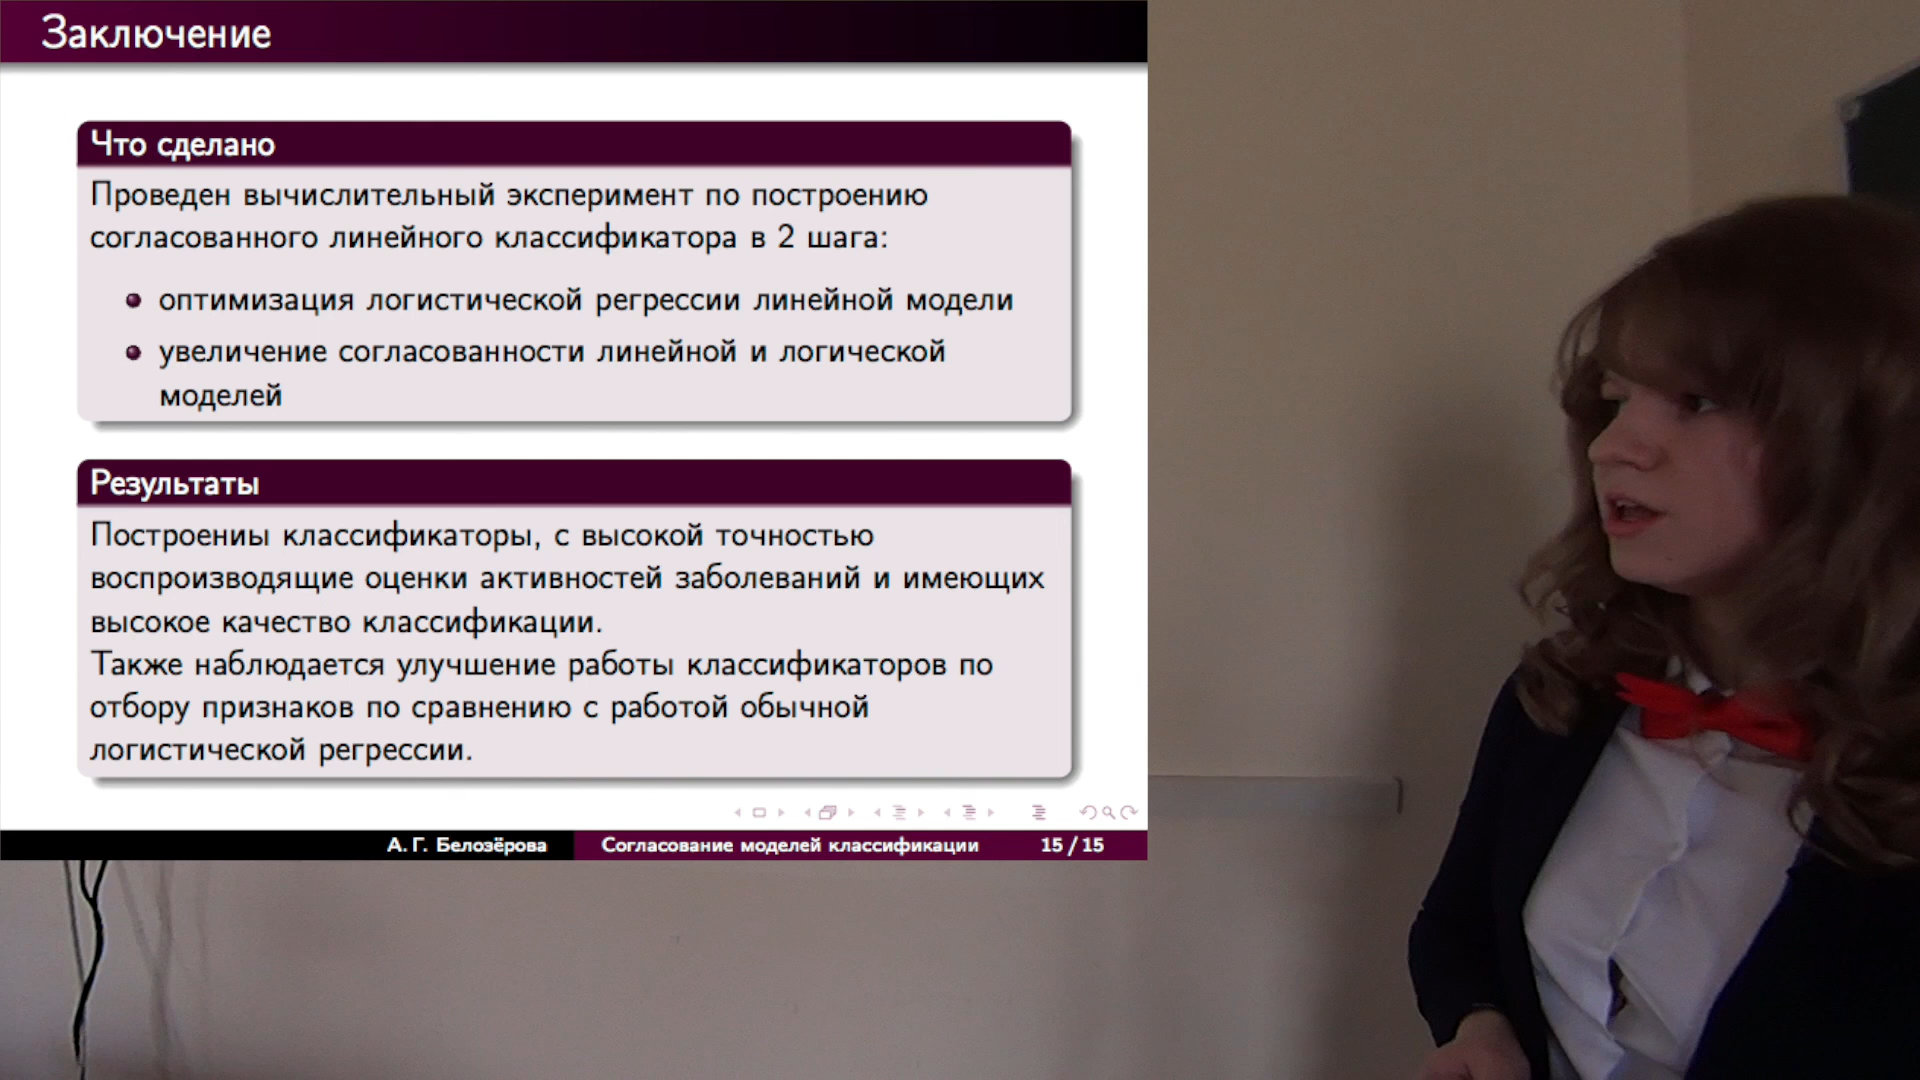 Заключение
Что сделано
Проведен вычислительный эксперимент по построению
согласованного линейного классификатора в 2 шага:
оптимизация логистической регрессии линейной модели
увеличение согласованности линейной и логической
моделей
Результаты
Построениы классификаторы, с высокой точностью
воспроизводящие оценки активностей заболеваний и имеющих
высокое качество классификации.
Также наблюдается улучшение работы классификаторов по
отбору признаков по сравнению с работой обычной
логистической регрессии.
А. Г. Белозёрова
Согласование моделей классификации
15 / 15